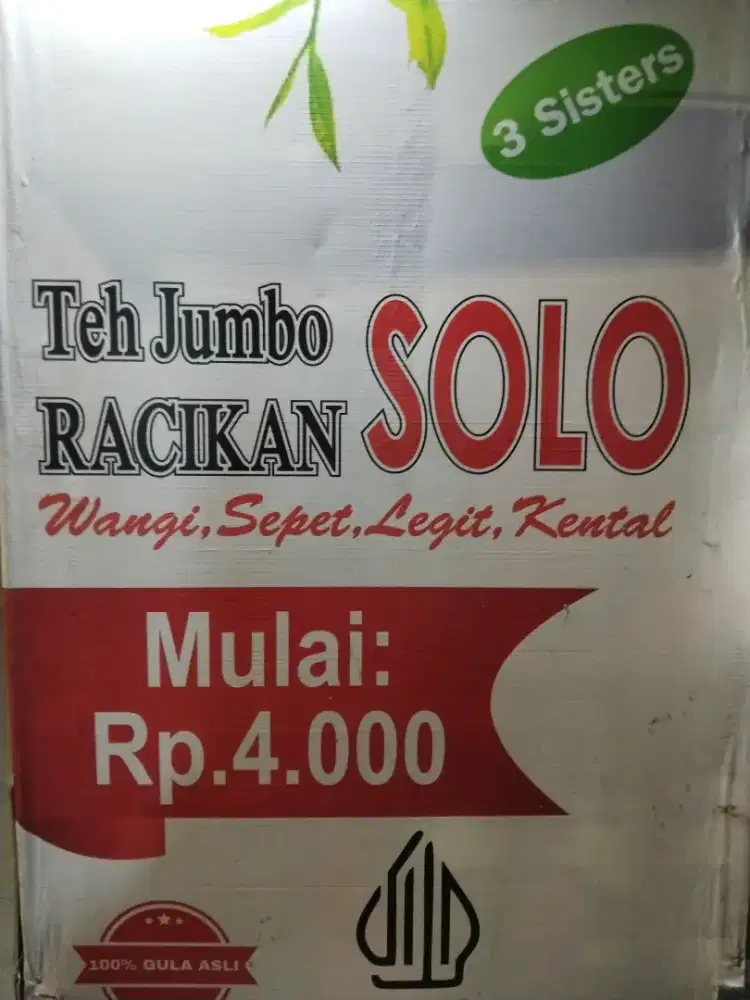 3 Sisters
Teh Jumbo
RACIKAN SOLO
Wangi, Sepet, Legit, Kental
Mulai:
Rp.4.000
100% GULA ASLI